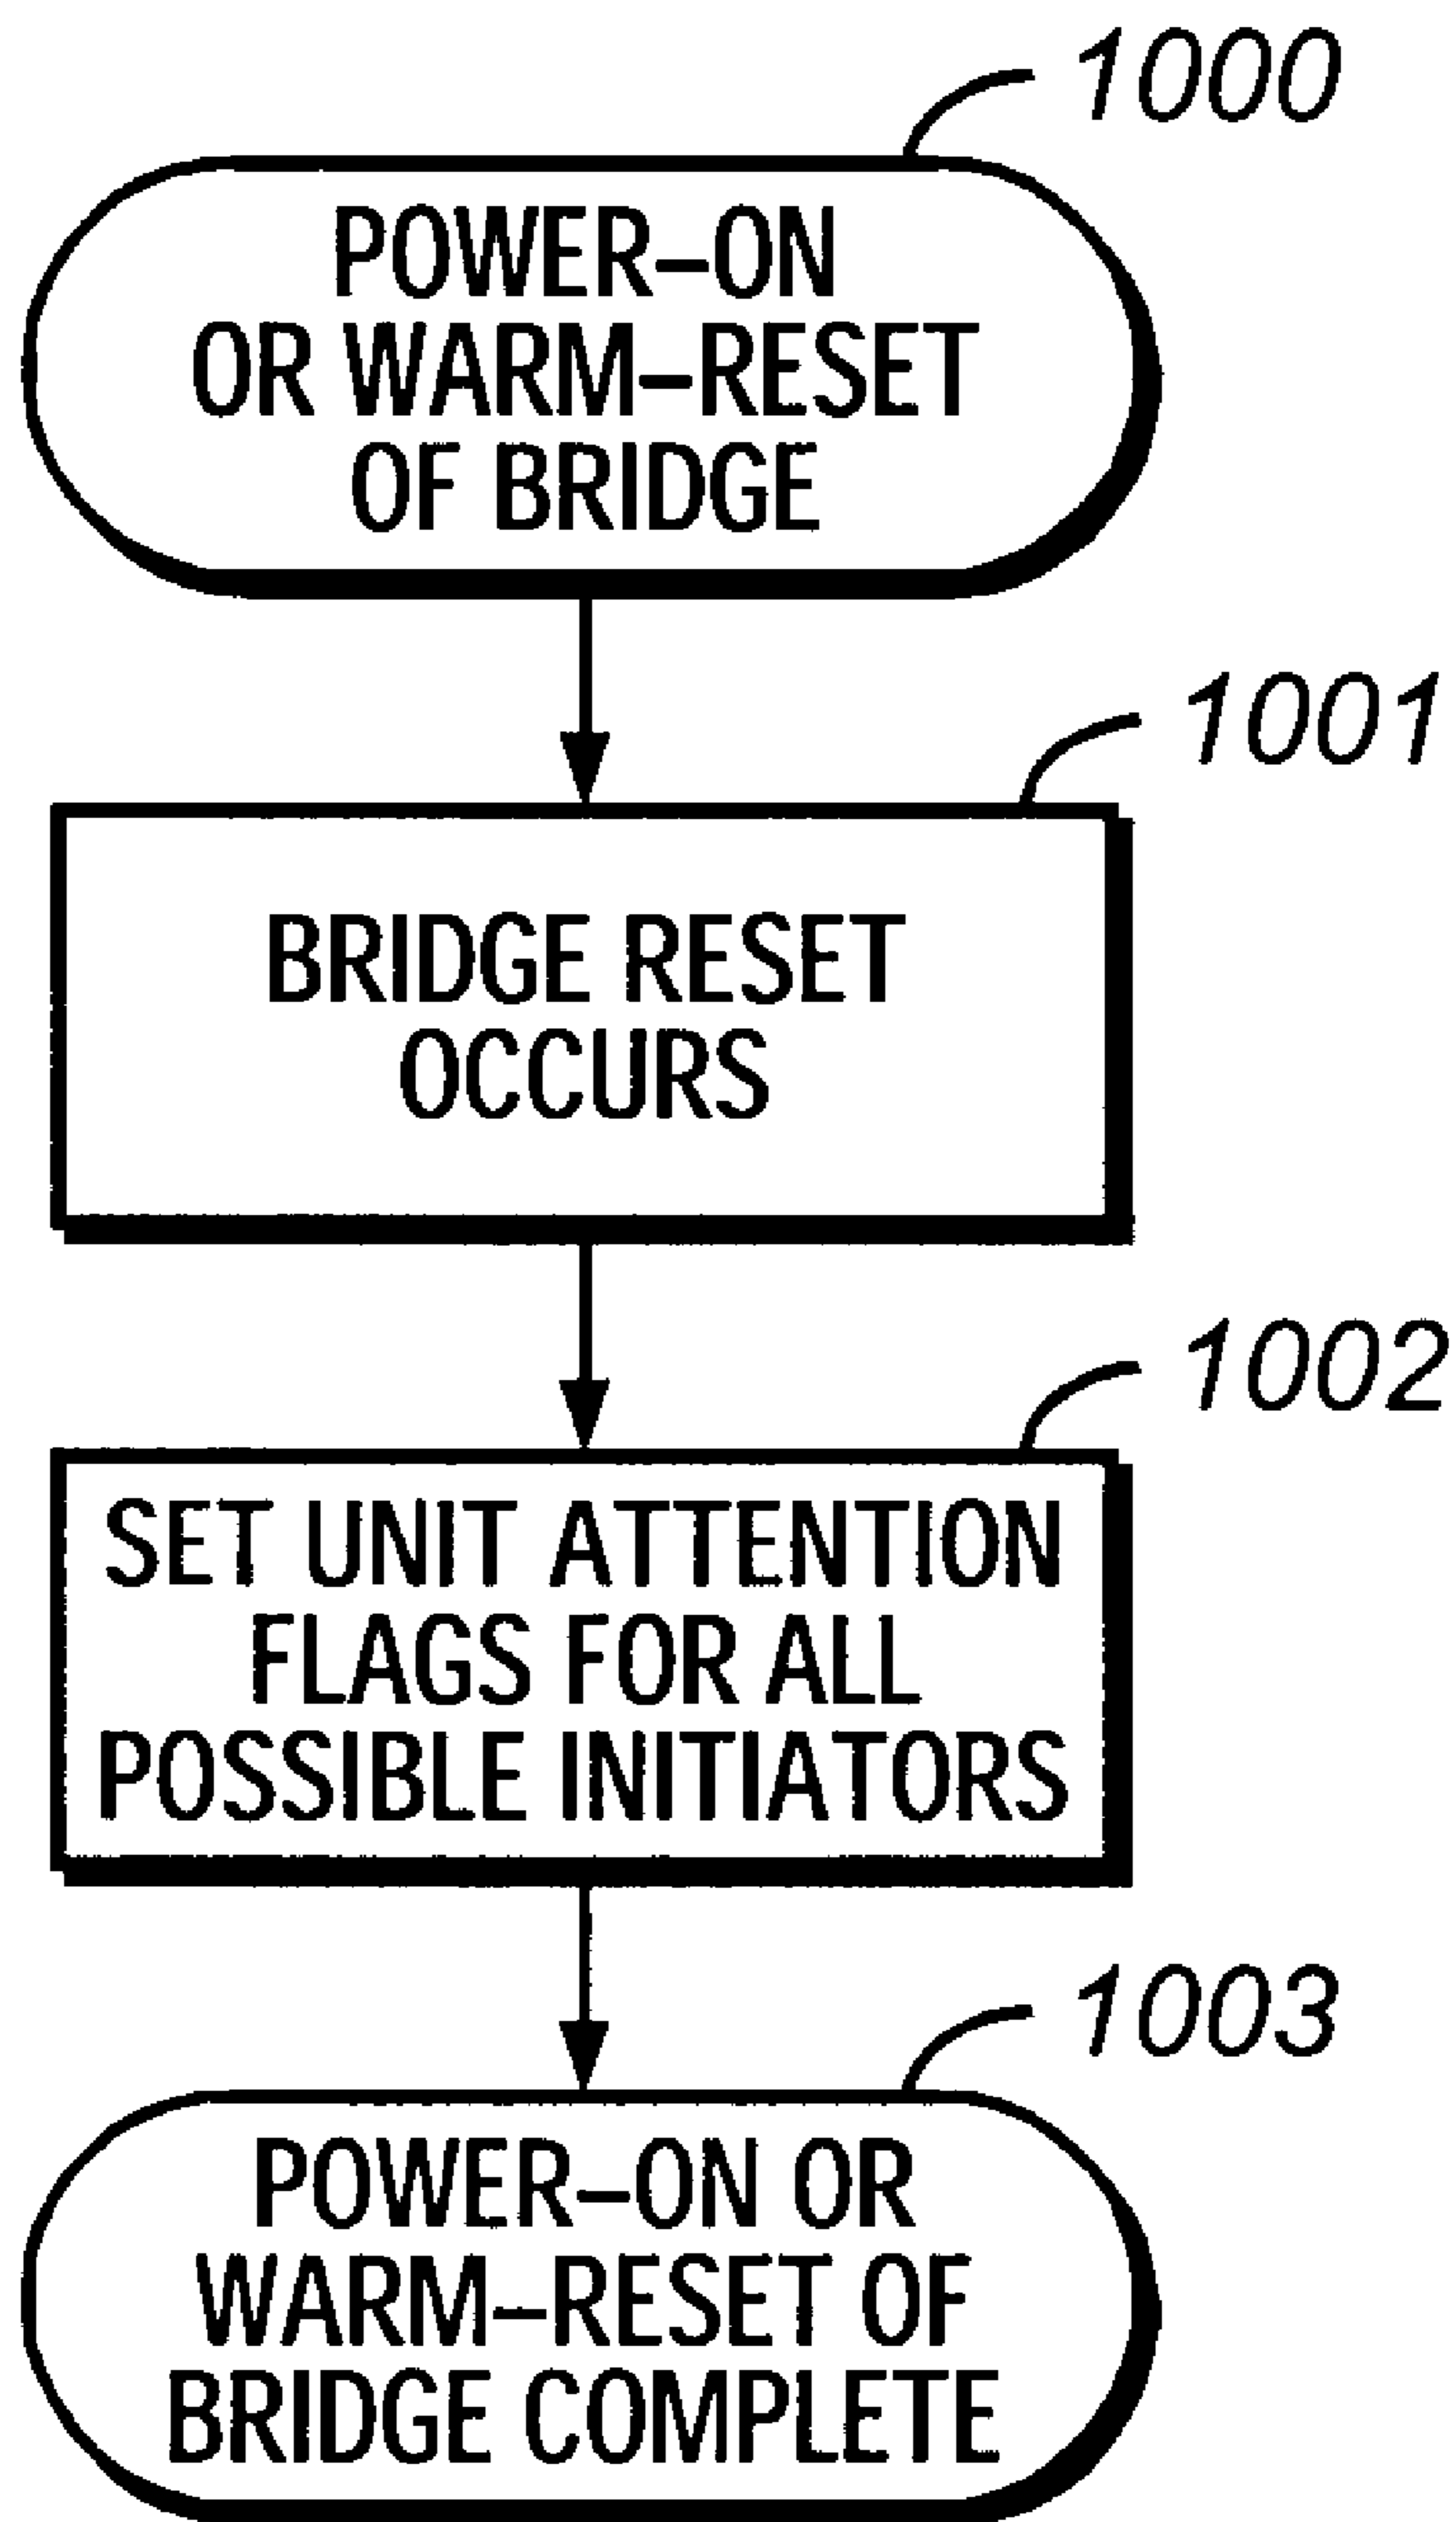 1000
POWER-ON
OR WARM-RESET
OF BRIDGE
1001
BRIDGE RESET
OCCURS
1002
SET UNIT ATTENTION
FLAGS FOR ALL
POSSIBLE INITIATORS
1003
POWER-ON OR
WARM-RESET OF
BRIDGE COMPLETE